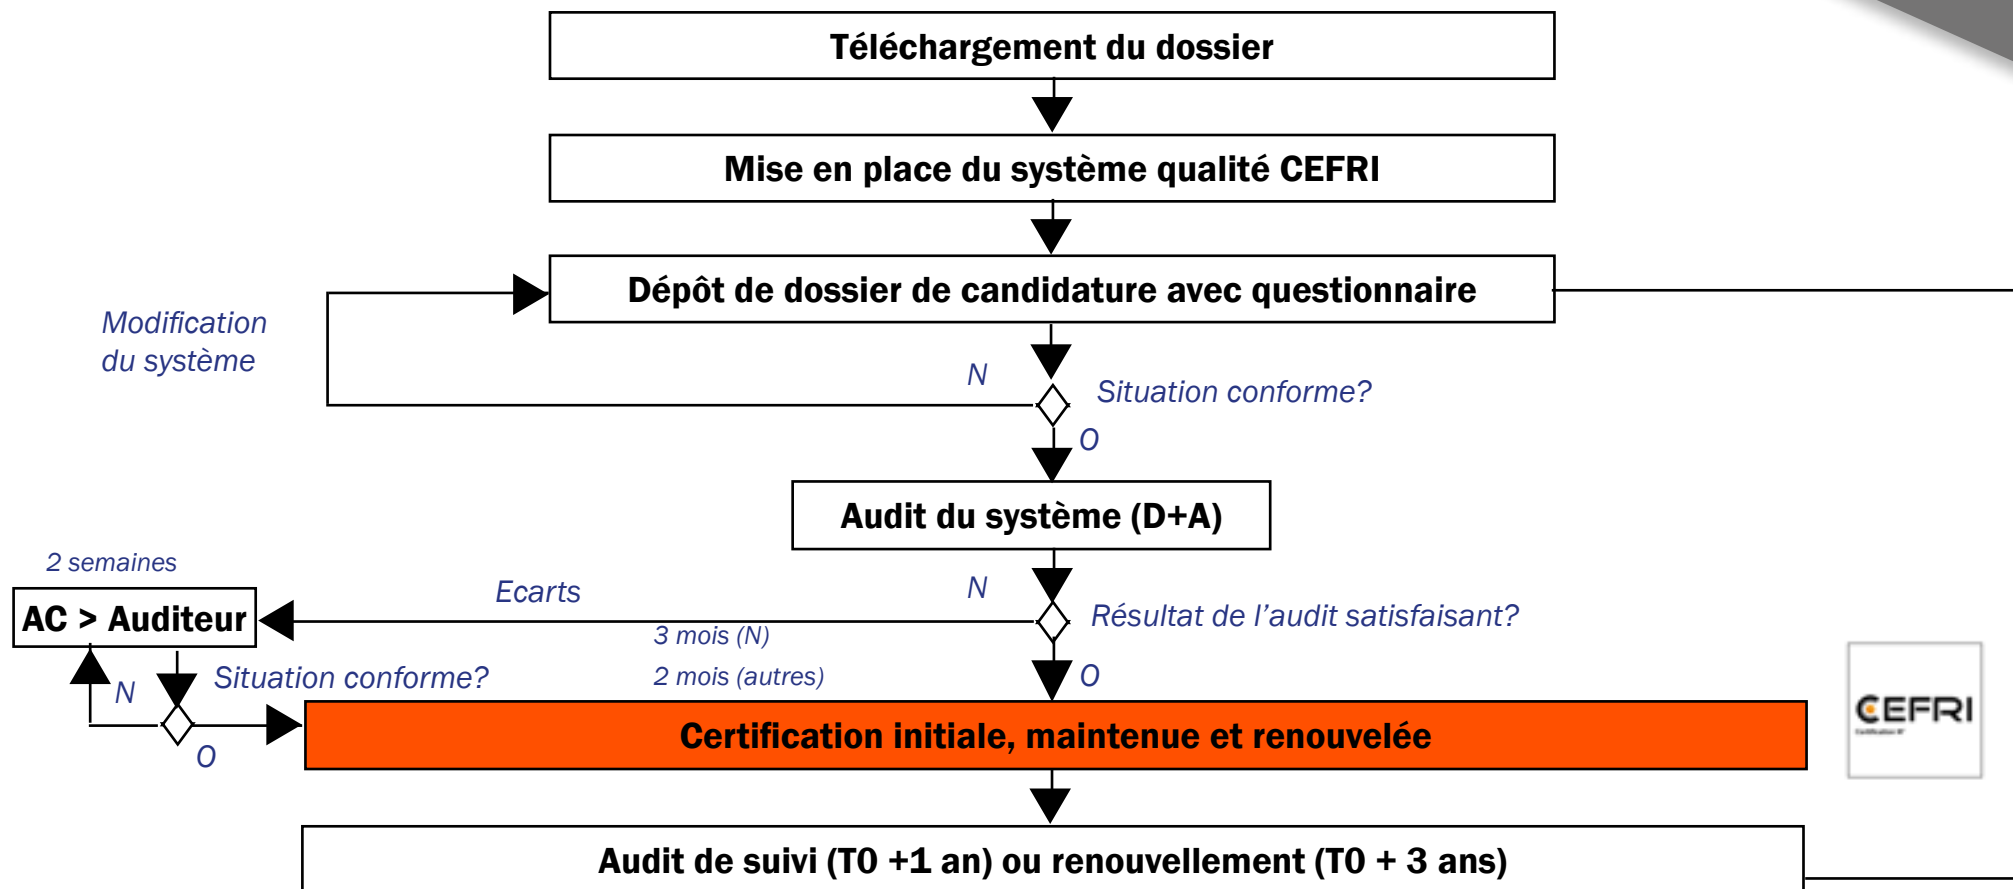 Téléchargement du dossier
Mise en place du système qualité CEFRI
Dépôt de dossier de candidature avec questionnaire
Modification
du système
N
Situation conforme?
O
Audit du système (D+A)
2 semaines
AC > Auditeur
Ecarts
N
Résultat de l'audit satisfaisant?
3 mois (N)
2 mois (autres)
O
N
Situation conforme?
O
Certification initiale, maintenue et renouvelée
CEFRI
Audit de suivi (T0 +1 an) ou renouvellement (T0 + 3 ans)